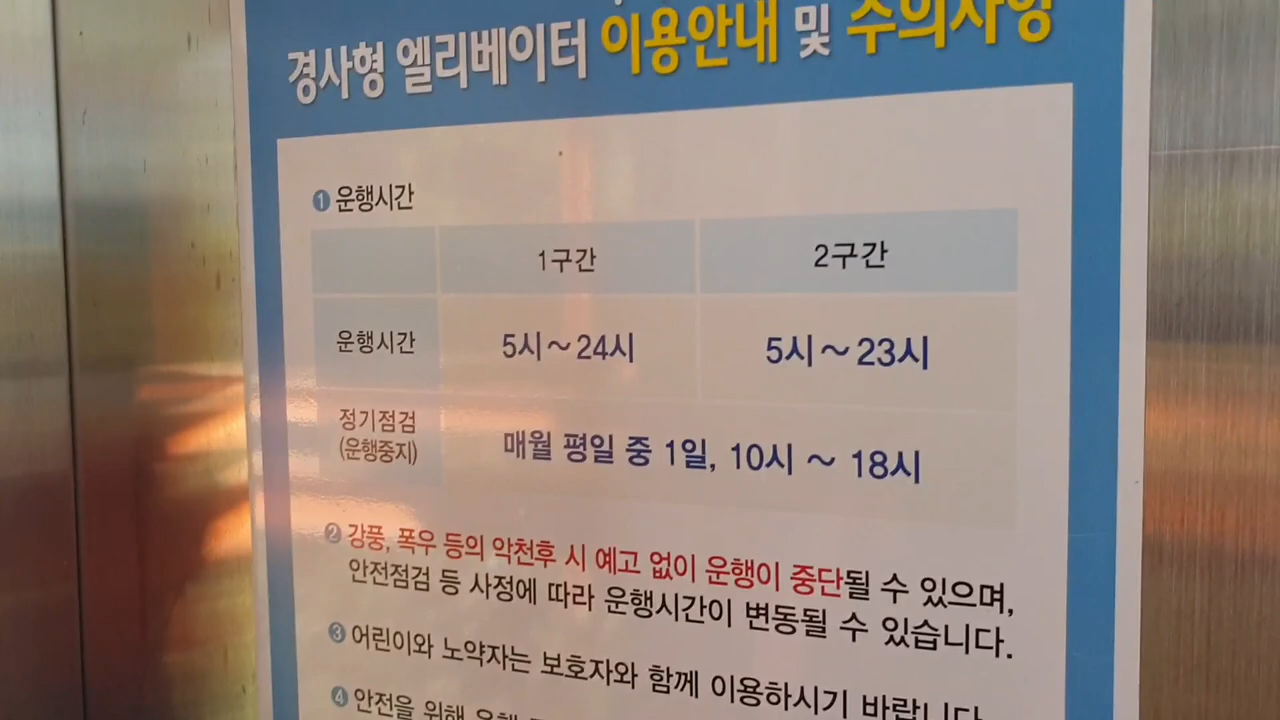 경사형 엘리베이터 이용안내 및 주의사항
1 운행시간
1구간 2구간
운행시간 5시~24시 5시~23시
정기점검
(운행중지) 매월 평일 중 1일, 10시 ~ 18시
2 강풍, 폭우 등의 악천후 시 예고 없이 운행이 중단될 수 있으며,
안전점검 등 사정에 따라 운행시간이 변동될 수 있습니다.
3 어린이와 노약자는 보호자와 함께 이용하시기 바랍니다
4 안전을 위해 운행